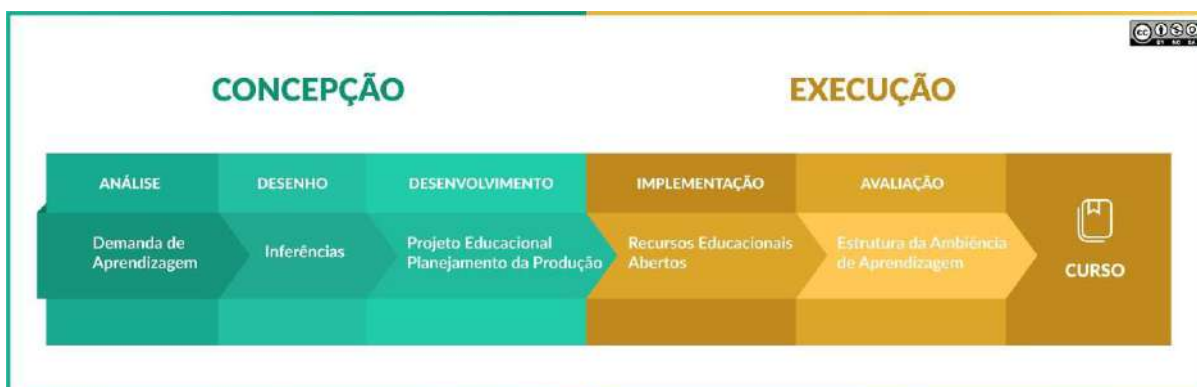 CONCEPÇÃO
EXECUÇÃO
ANÁLISE
DESENHO
DESENVOLVIMENTO
IMPLEMENTAÇÃO
AVALIAÇÃO
Demanda de
Aprendizagem
Inferências
Projeto Educacional
Planejamento da Produção
Recursos Educacionais
Abertos
Estrutura da Ambiência
de Aprendizagem
CURSO